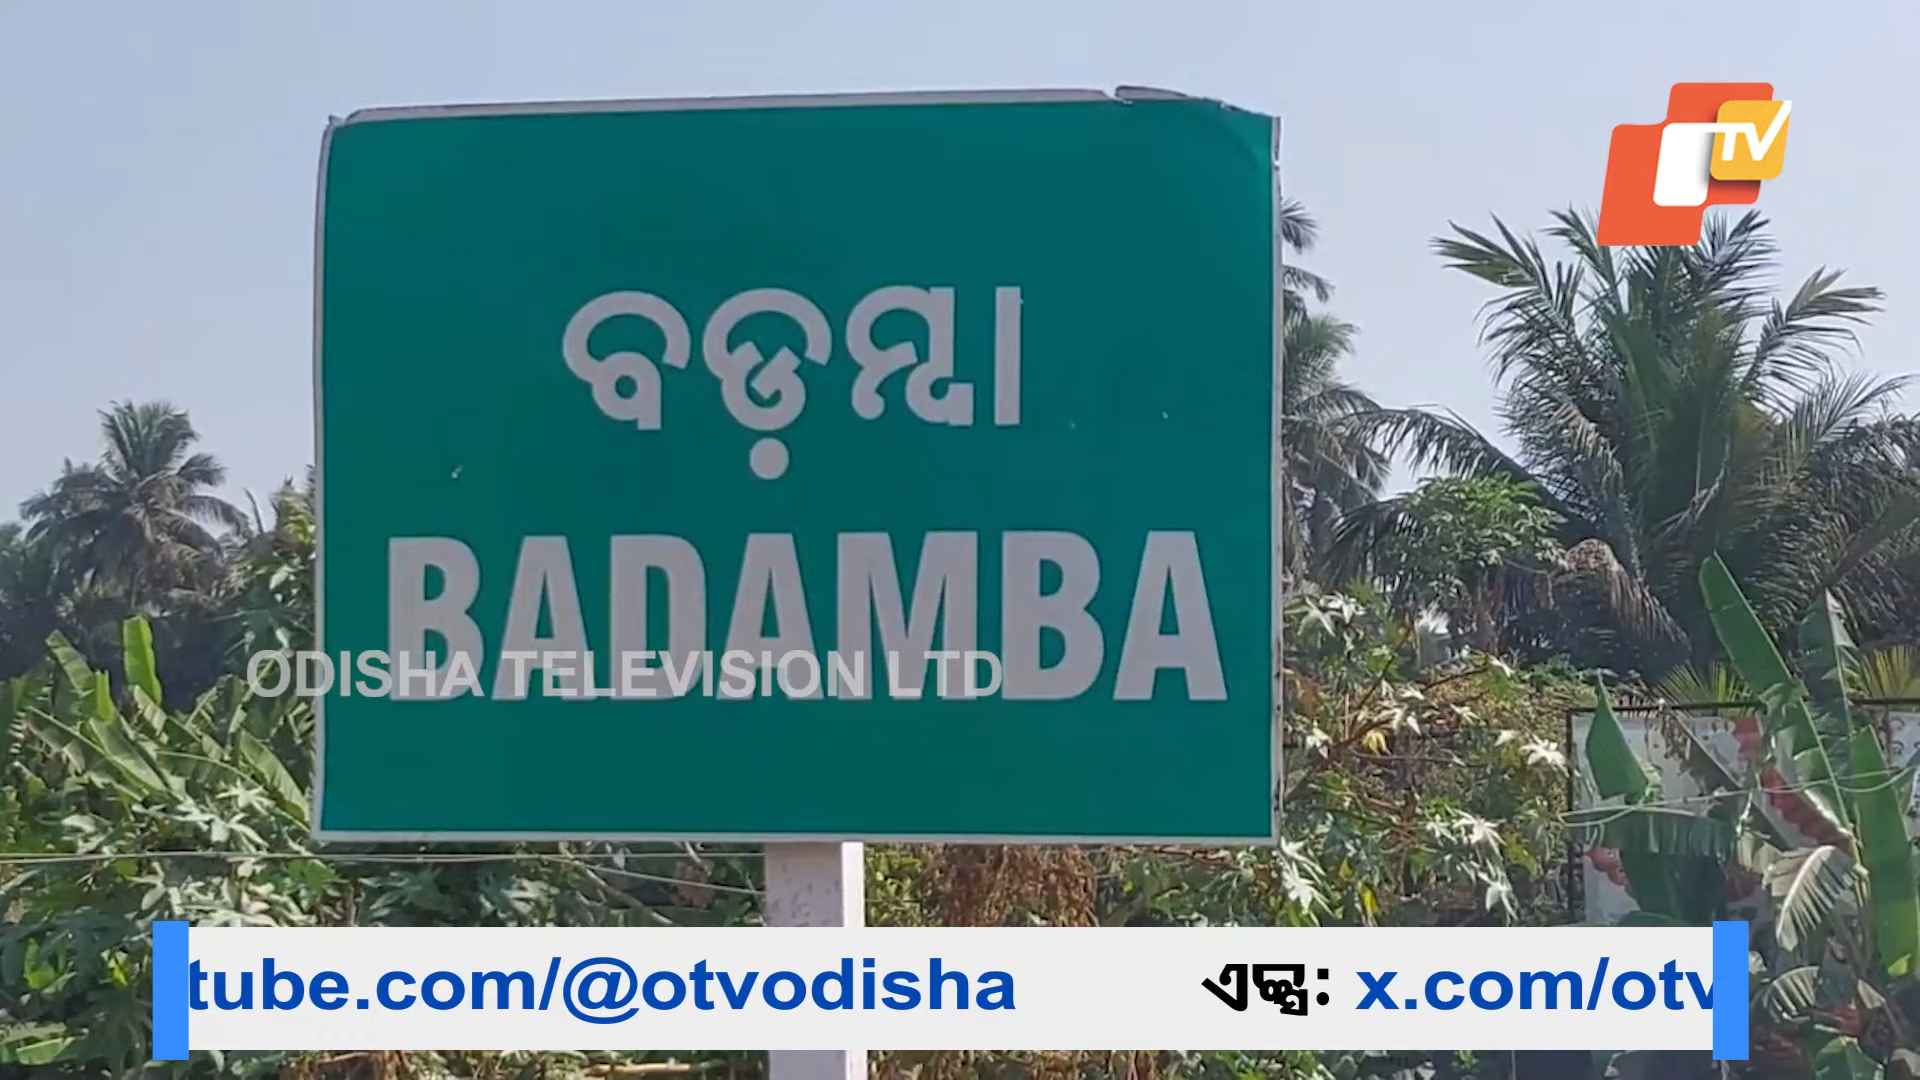 TV
ବଡ଼ମ୍ବା
BADAMBA
ODISHA TELEVISION LTD
tube.com/@otvodisha ଏକ୍ସ: x.com/otv